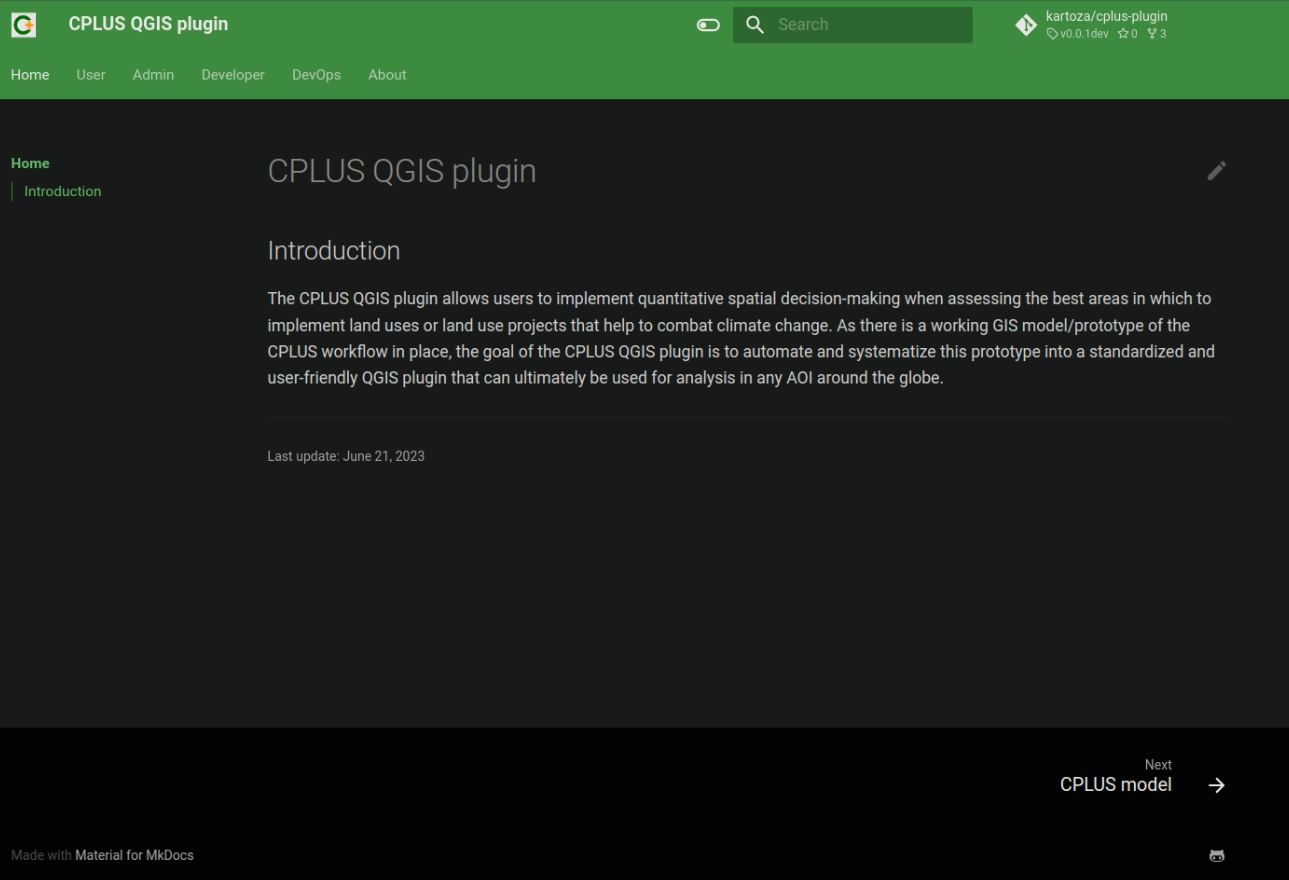 CPLUS QGIS plugin
Search
kartoza/cplus-plugin
v0.0.1dev 0 3
Home User Admin Developer DevOps About
Home
Introduction
CPLUS QGIS plugin
Introduction
The CPLUS QGIS plugin allows users to implement quantitative spatial decision-making when assessing the best areas in which to
implement land uses or land use projects that help to combat climate change. As there is a working GIS model/prototype of the
CPLUS workflow in place, the goal of the CPLUS QGIS plugin is to automate and systematize this prototype into a standardized and
user-friendly QGIS plugin that can ultimately be used for analysis in any AOI around the globe.
Last update: June 21, 2023
Next
CPLUS model
Made with Material for MkDocs